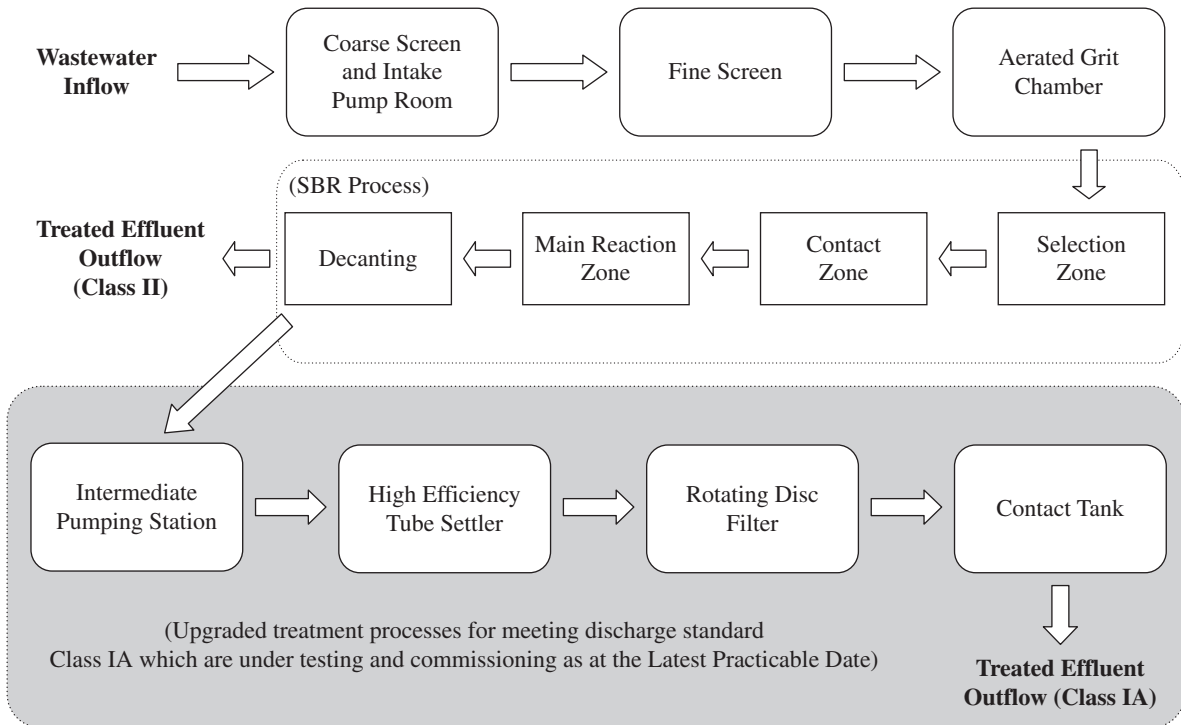 Wastewater
Inflow
Coarse Screen
and Intake
Pump Room
Fine Screen
Aerated Grit
Chamber
(SBR Process)
Selection
Zone
Contact
Zone
Main Reaction
Zone
Decanting
Treated Effluent
Outflow
(Class II)
Intermediate
Pumping Station
High Efficiency
Tube Settler
Rotating Disc
Filter
Contact Tank
(Upgraded treatment processes for meeting discharge standard
Class IA which are under testing and commissioning as at the Latest Practicable Date)
Treated Effluent
Outflow (Class IA)